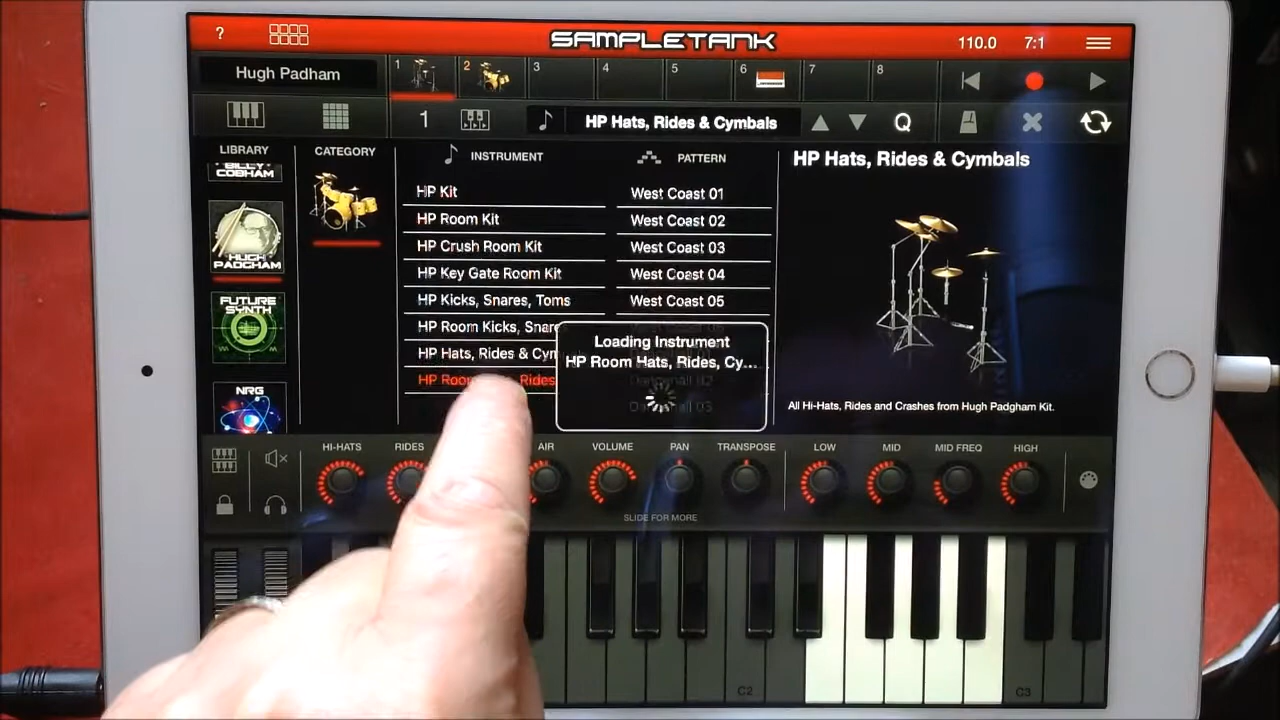 ? SAMPLETANK 110.0 7:1
Hugh Padham 1 2 3 4 5 6 7 8
1 HP Hats, Rides & Cymbals Q
LIBRARY CATEGORY INSTRUMENT PATTERN HP Hats, Rides & Cymbals
BILLY
COBHAM
HP Kit West Coast 01
HP Room Kit West Coast 02
HP Crush Room Kit West Coast 03
HUGH
PADGHAM
HP Key Gate Room Kit West Coast 04
FUTURE
SYNTH
HP Kicks, Snares, Toms West Coast 05
HP Room Kicks, Snare
Loading Instrument
HP Hats, Rides & Cym
HP Room Hats, Rides, Cy...
HP Room Rides
NRG
All Hi-Hats, Rides and Crashes from Hugh Padgham Kit.
HI-HATS RIDES AIR VOLUME PAN TRANSPOSE LOW MID MID FREQ HIGH
SLIDE FOR MORE
C2 C3